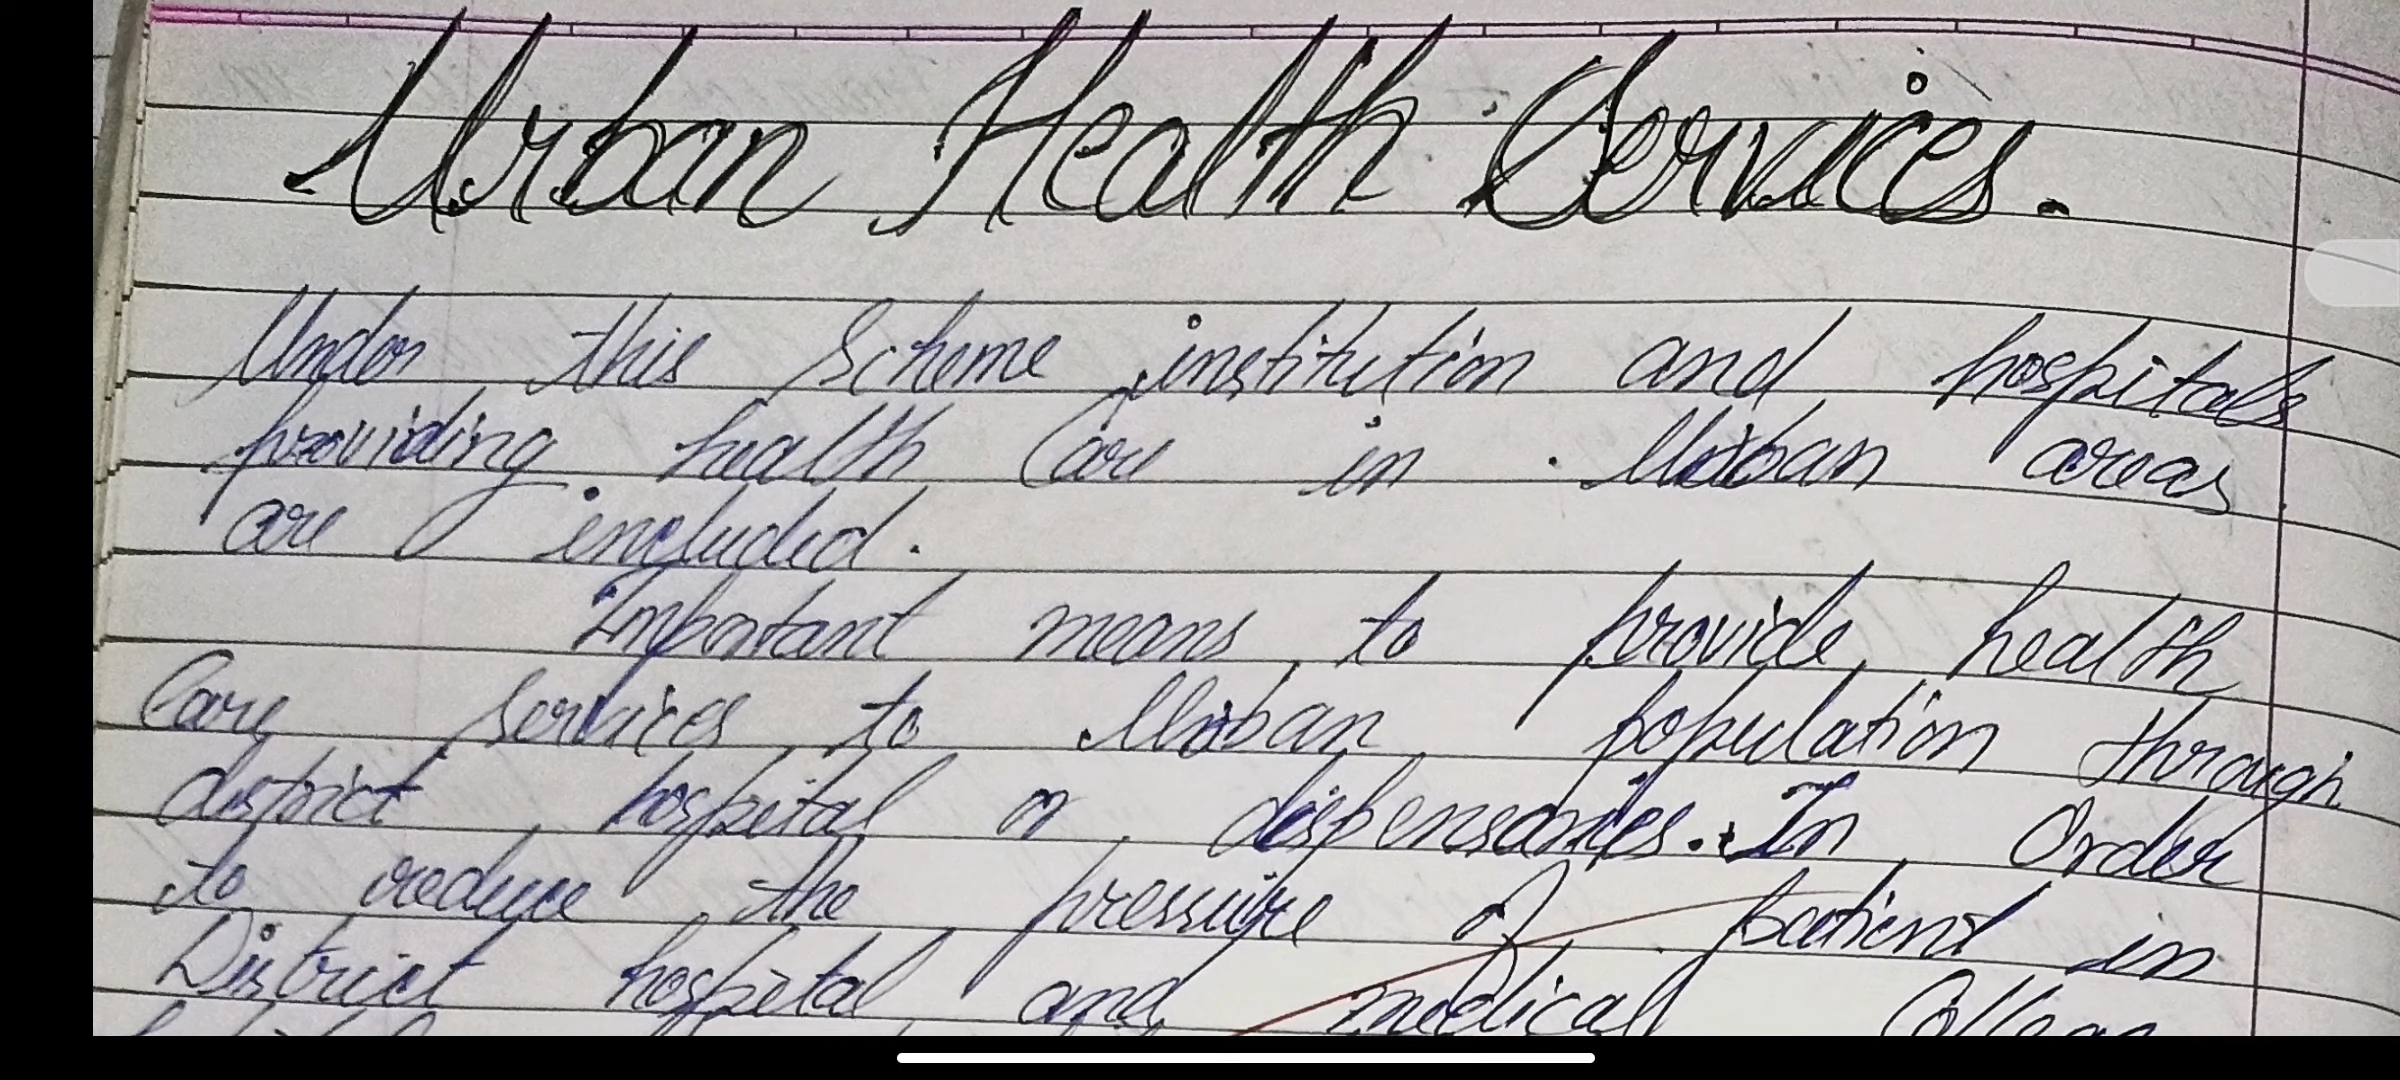 Urban Health Services.
Under this Scheme institution and hospitals
providing health Care in Urban areas
are included.
Important means to provide health
Care services to Urban population through
district hospital or dispensaries. In Order
to reduce the pressure of patient in
District hospital and medical College